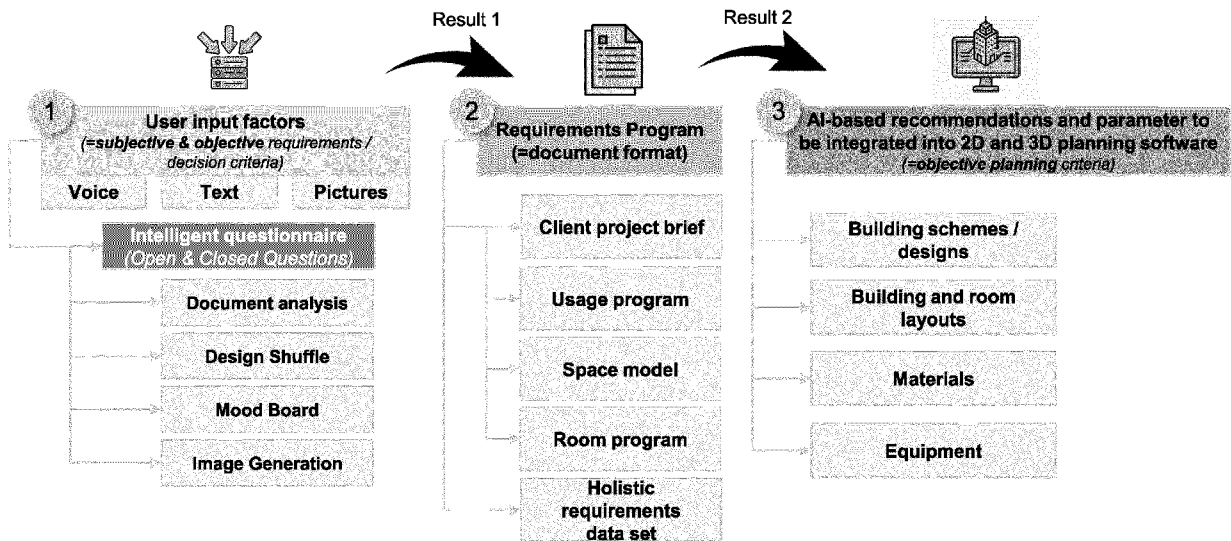 Result 1
Result 2
1
User input factors
(=subjective & objective requirements /
decision criteria)
Voice
Text
Pictures
Intelligent questionnaire
(Open & Closed Questions)
Document analysis
Design Shuffle
Mood Board
Image Generation
2
Requirements Program
(=document format)
Client project brief
Usage program
Space model
Room program
Holistic
requirements
data set
3
AI-based recommendations and parameter to
be integrated into 2D and 3D planning software
(=objective planning criteria)
Building schemes /
designs
Building and room
layouts
Materials
Equipment